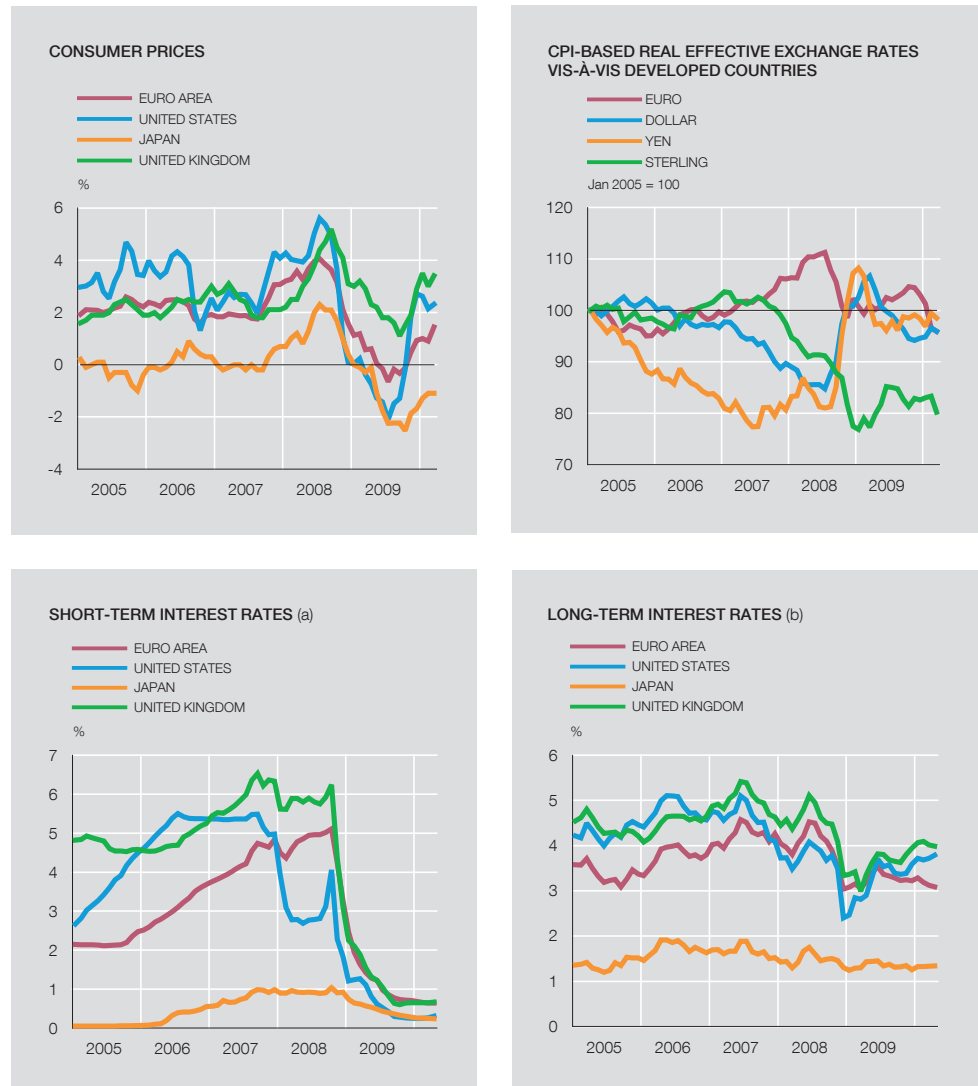 CONSUMER PRICES
EURO AREA
UNITED STATES
JAPAN
UNITED KINGDOM
%
6
4
2
0
-2
-4
2005 2006 2007 2008 2009
CPI-BASED REAL EFFECTIVE EXCHANGE RATES
VIS-À-VIS DEVELOPED COUNTRIES
EURO
DOLLAR
YEN
STERLING
Jan 2005 = 100
120
110
100
90
80
70
2005 2006 2007 2008 2009
SHORT-TERM INTEREST RATES (a)
EURO AREA
UNITED STATES
JAPAN
UNITED KINGDOM
%
7
6
5
4
3
2
1
0
2005 2006 2007 2008 2009
LONG-TERM INTEREST RATES (b)
EURO AREA
UNITED STATES
JAPAN
UNITED KINGDOM
%
6
5
4
3
2
1
0
2005 2006 2007 2008 2009